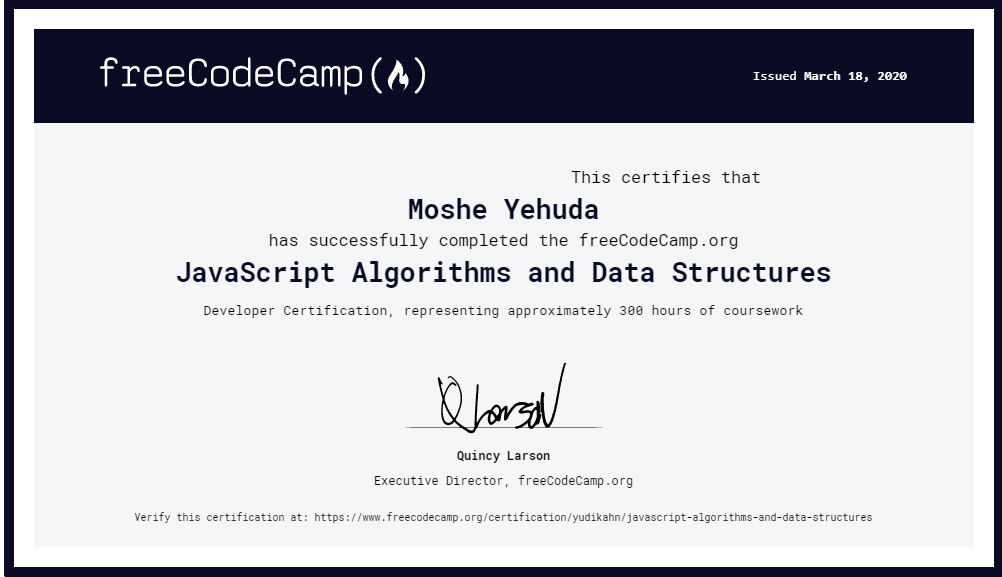 freeCodeCamp
Issued March 18, 2020
This certifies that
Moshe Yehuda
has successfully completed the freeCodeCamp.org
JavaScript Algorithms and Data Structures
Developer Certification, representing approximately 300 hours of coursework
Q Larson
Quincy Larson
Executive Director, freeCodeCamp.org
Verify this certification at: https://www.freecodecamp.org/certification/yudikahn/javascript-algorithms-and-data-structures